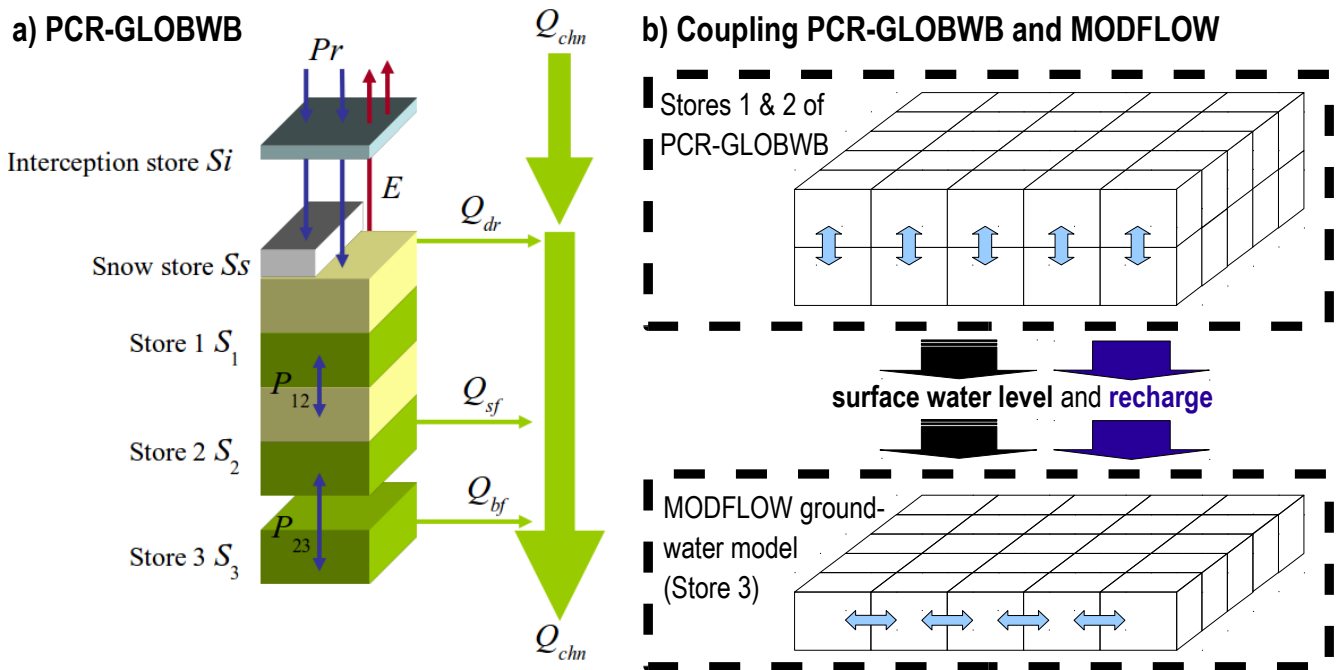 a) PCR-GLOBWB
Pr
Q_chn
Interception store Si
E
Q_dr
Snow store Ss
Store 1 S_1
P_12
Q_sf
Store 2 S_2
Q_bf
P_23
Store 3 S_3
Q_chn
b) Coupling PCR-GLOBWB and MODFLOW
Stores 1 & 2 of
PCR-GLOBWB
surface water level and recharge
MODFLOW ground-
water model
(Store 3)